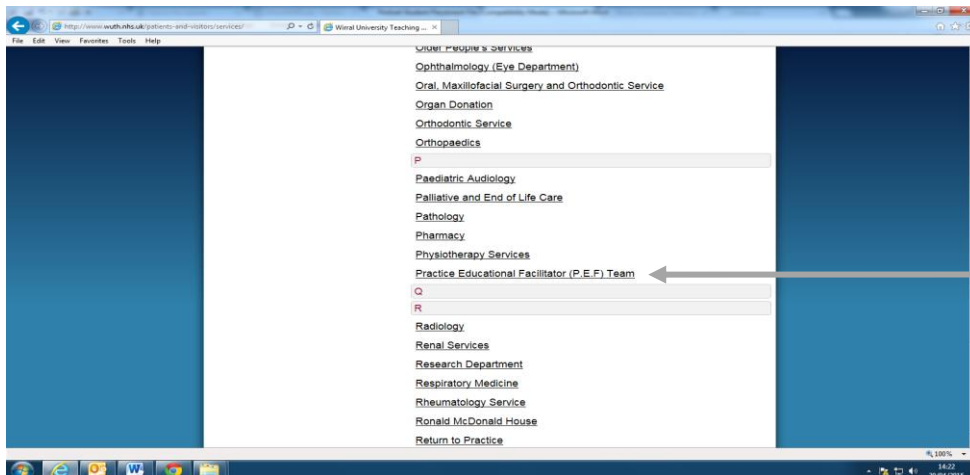 http://www.wuth.nhs.uk/patients-and-visitors/services/
Wirral University Teaching ...
File Edit View Favorites Tools Help
Older People's Services
Ophthalmology (Eye Department)
Oral, Maxillofacial Surgery and Orthodontic Service
Organ Donation
Orthodontic Service
Orthopaedics
P
Paediatric Audiology
Palliative and End of Life Care
Pathology
Pharmacy
Physiotherapy Services
Practice Educational Facilitator (P.E.F) Team
Q
R
Radiology
Renal Services
Research Department
Respiratory Medicine
Rheumatology Service
Ronald McDonald House
Return to Practice
100%
14:22